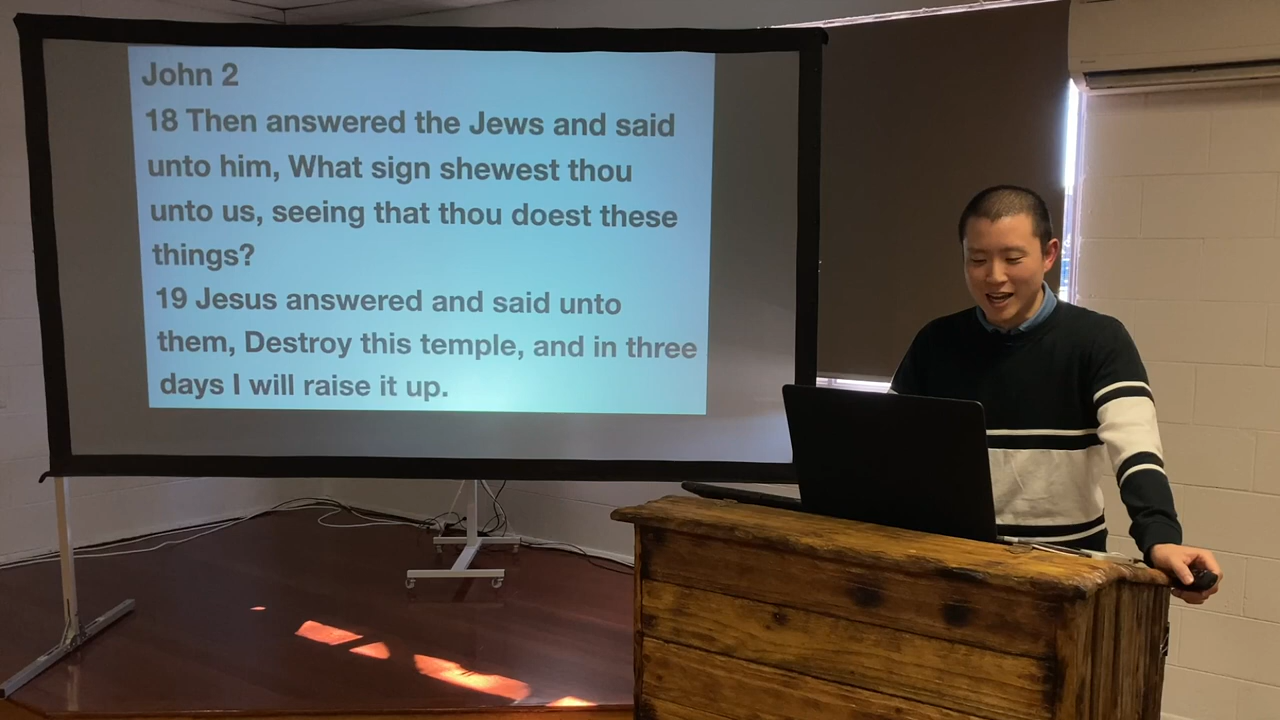 John 2
18 Then answered the Jews and said
unto him, What sign shewest thou
unto us, seeing that thou doest these
things?
19 Jesus answered and said unto
them, Destroy this temple, and in three
days I will raise it up.